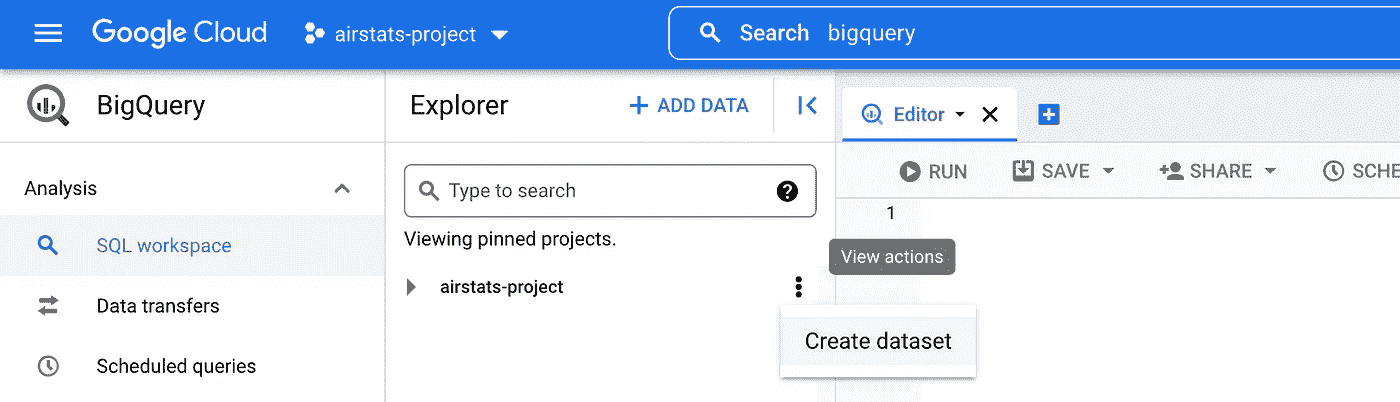 Google Cloud airstats-project Search bigquery
BigQuery
Analysis
SQL workspace
Data transfers
Scheduled queries
Explorer + ADD DATA
Type to search ?
Viewing pinned projects.
airstats-project
View actions
Create dataset
Editor
RUN SAVE SHARE SCHE
1